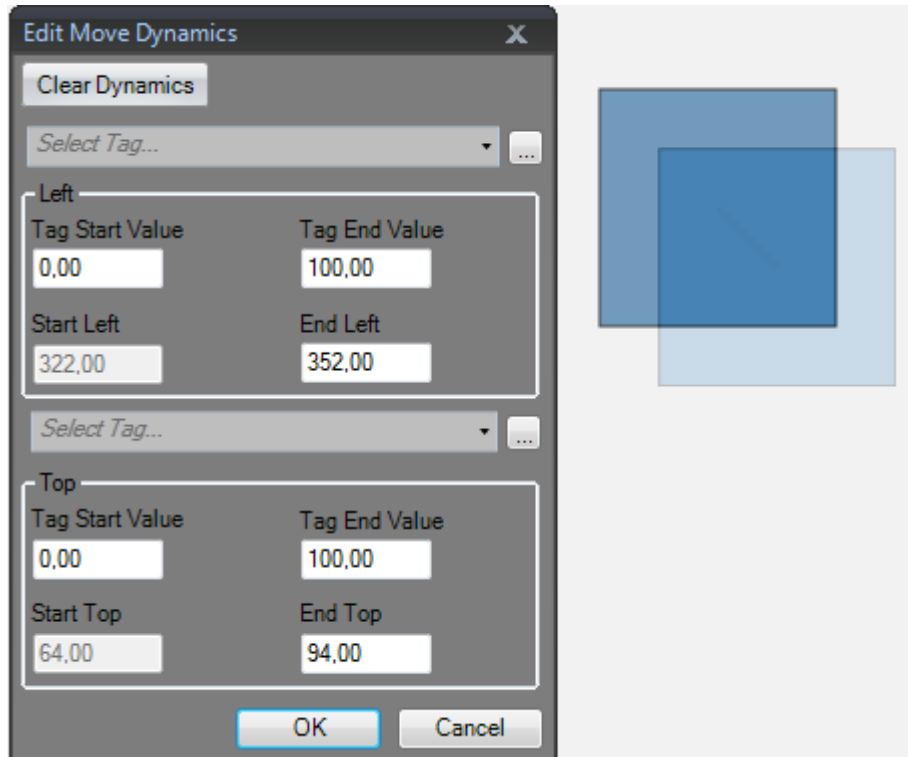 Edit Move Dynamics X
Clear Dynamics
Select Tag... ...
Left
Tag Start Value Tag End Value
0,00 100,00
Start Left End Left
322,00 352,00
Select Tag... ...
Top
Tag Start Value Tag End Value
0,00 100,00
Start Top End Top
64,00 94,00
OK Cancel